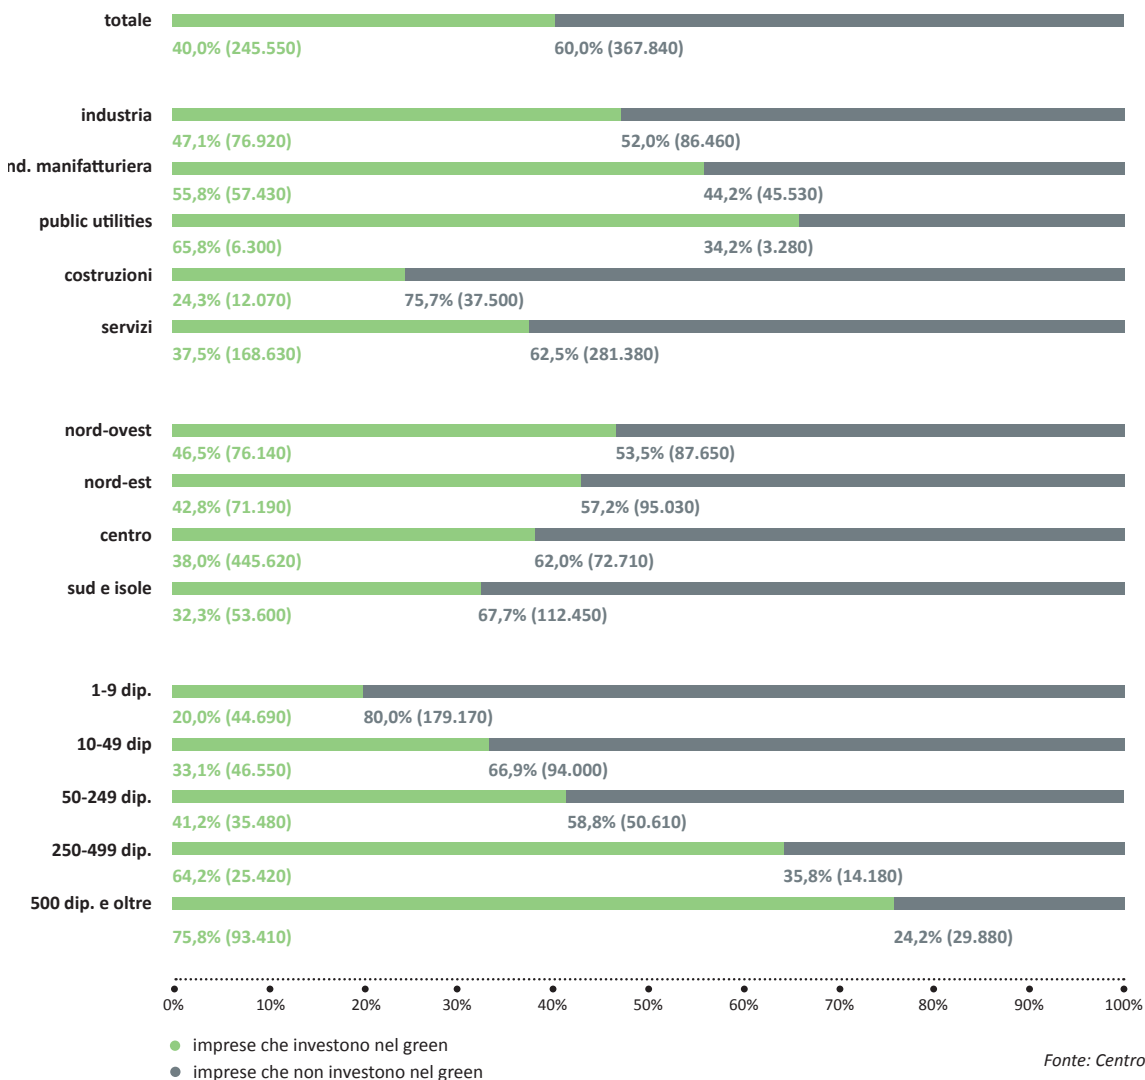 totale
40,0% (245.550) 60,0% (367.840)
industria
47,1% (76.920) 52,0% (86.460)
nd. manifatturiera
55,8% (57.430) 44,2% (45.530)
public utilities
65,8% (6.300) 34,2% (3.280)
costruzioni
24,3% (12.070) 75,7% (37.500)
servizi
37,5% (168.630) 62,5% (281.380)
nord-ovest
46,5% (76.140) 53,5% (87.650)
nord-est
42,8% (71.190) 57,2% (95.030)
centro
38,0% (445.620) 62,0% (72.710)
sud e isole
32,3% (53.600) 67,7% (112.450)
1-9 dip.
20,0% (44.690) 80,0% (179.170)
10-49 dip
33,1% (46.550) 66,9% (94.000)
50-249 dip.
41,2% (35.480) 58,8% (50.610)
250-499 dip.
64,2% (25.420) 35,8% (14.180)
500 dip. e oltre
75,8% (93.410) 24,2% (29.880)
0% 10% 20% 30% 40% 50% 60% 70% 80% 90% 100%
imprese che investono nel green
imprese che non investono nel green
Fonte: Centro